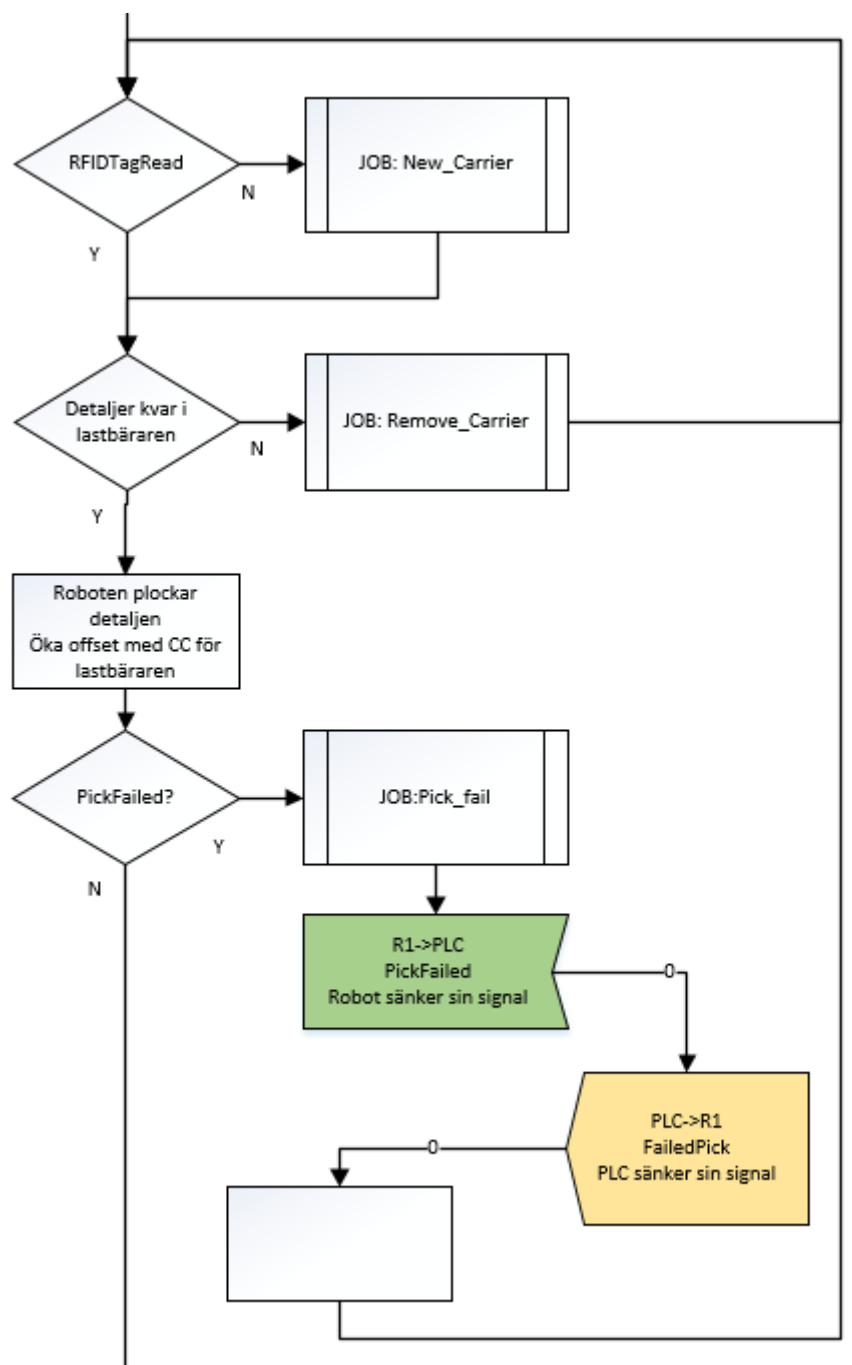 RFIDTagRead
N
JOB: New_Carrier
Y
Detaljer kvar i
lastbäraren
N
JOB: Remove_Carrier
Y
Roboten plockar
detaljen
Öka offset med CC för
lastbäraren
PickFailed?
Y
JOB:Pick_fail
N
R1->PLC
PickFailed
Robot sänker sin signal
0
PLC->R1
FailedPick
PLC sänker sin signal
0